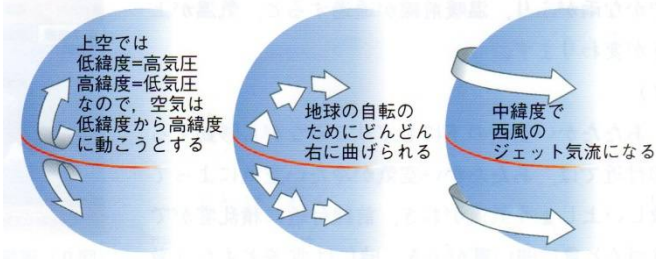 上空では
低緯度=高気圧
高緯度=低気圧
なので，空気は
低緯度から高緯度
に動こうとする
地球の自転の
ためにどんどん
右に曲げられる
中緯度で
西風の
ジェット気流になる